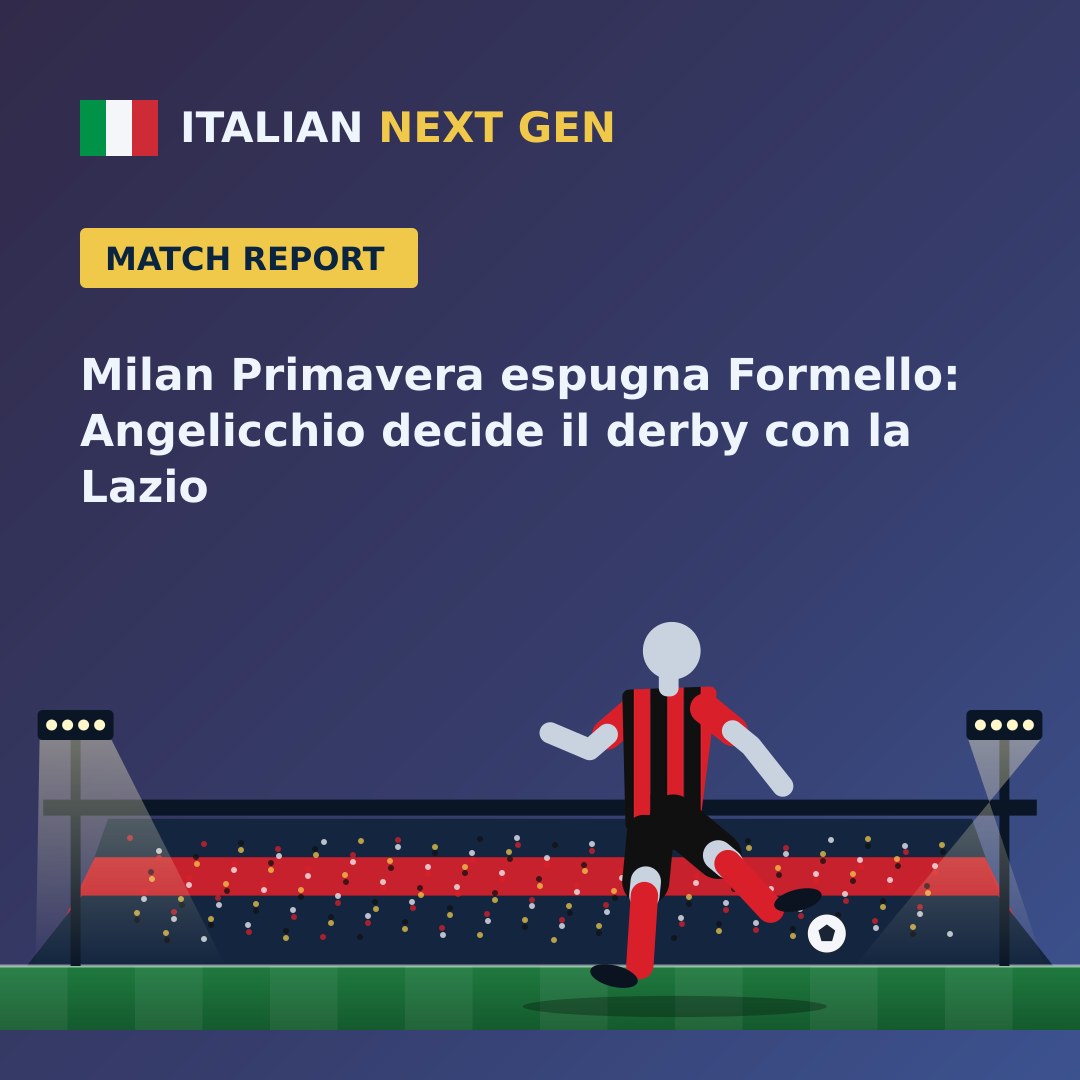 ITALIAN NEXT GEN
MATCH REPORT
Milan Primavera espugna Formello:
Angelicchio decide il derby con la
Lazio